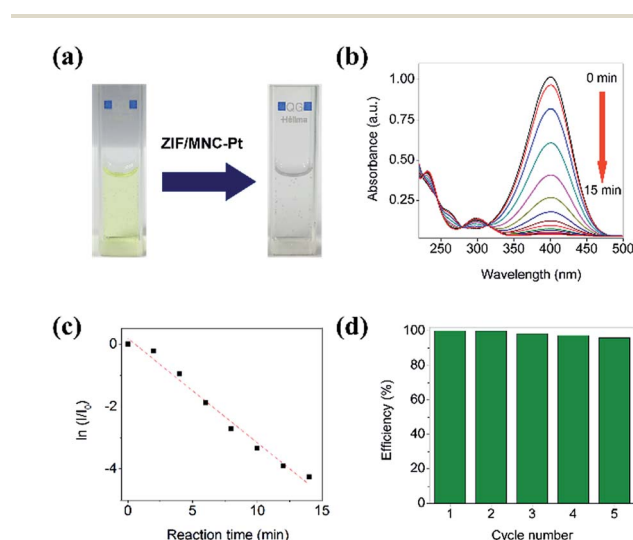 (a)
QG
Hellma
ZIF/MNC-Pt
(b)
1.00
0.75
0.50
0.25
Absorbance (a.u.)
0 min
15 min
250 300 350 400 450 500
Wavelength (nm)
(c)
0
-2
-4
ln (I/I₀)
0 5 10 15
Reaction time (min)
(d)
100
80
60
40
20
0
Efficiency (%)
1 2 3 4 5
Cycle number